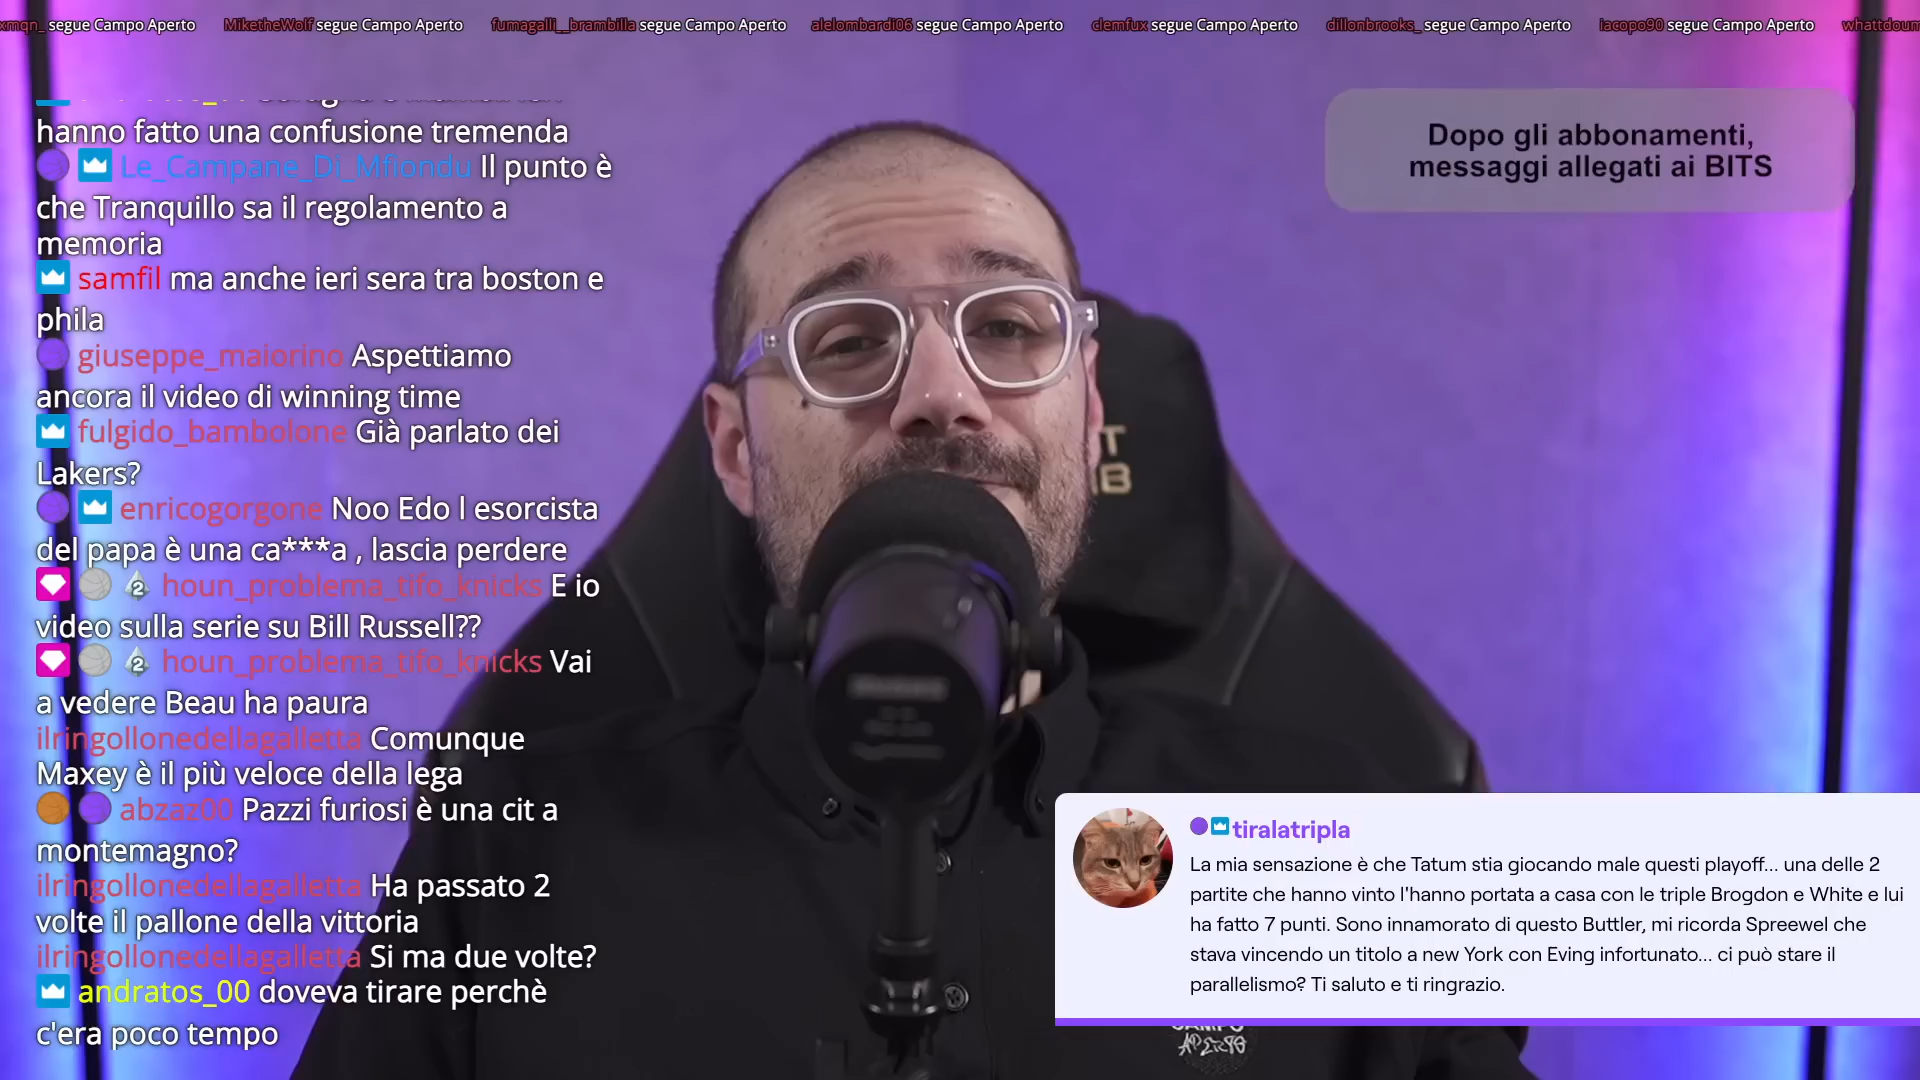 xmqn_ segue Campo Aperto MiketheWolf segue Campo Aperto fumagalli__brambilla segue Campo Aperto alelombardi06 segue Campo Aperto clemfux segue Campo Aperto dillonbrooks_ segue Campo Aperto iacopo90 segue Campo Aperto whattdoum
Dopo gli abbonamenti,
messaggi allegati ai BITS
hanno fatto una confusione tremenda
Le_Campane_Di_Mfiondu Il punto è
che Tranquillo sa il regolamento a
memoria
samfil ma anche ieri sera tra boston e
phila
giuseppe_maiorino Aspettiamo
ancora il video di winning time
fulgido_bambolone Già parlato dei
Lakers?
enricogorgone Noo Edo l esorcista
del papa è una ca***a , lascia perdere
2 houn_problema_tifo_knicks E io
video sulla serie su Bill Russell??
2 houn_problema_tifo_knicks Vai
a vedere Beau ha paura
ilringollonedellagalletta Comunque
Maxey è il più veloce della lega
abzaz00 Pazzi furiosi è una cit a
montemagno?
ilringollonedellagalletta Ha passato 2
volte il pallone della vittoria
ilringollonedellagalletta Si ma due volte?
andratos_00 doveva tirare perchè
c'era poco tempo
tiralatripla
La mia sensazione è che Tatum stia giocando male questi playoff... una delle 2
partite che hanno vinto l'hanno portata a casa con le triple Brogdon e White e lui
ha fatto 7 punti. Sono innamorato di questo Buttler, mi ricorda Spreewel che
stava vincendo un titolo a new York con Eving infortunato... ci può stare il
parallelismo? Ti saluto e ti ringrazio.
CAMPO
APERTO